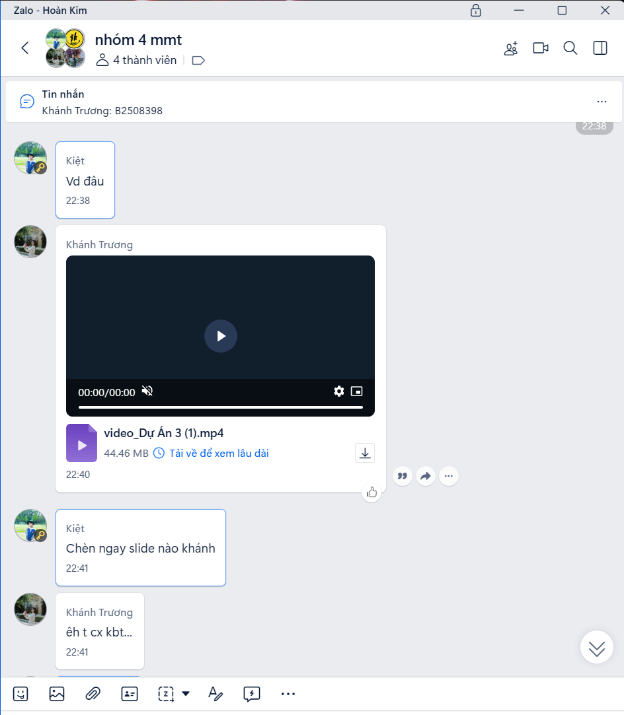 Zalo - Hoàn Kim
nhóm 4 mmt
4 thành viên
Tin nhắn
Khánh Trương: B2508398
22:38
Kiệt
Vd đâu
22:38
Khánh Trương
00:00/00:00
video_Dự Án 3 (1).mp4
44.46 MB Tải về để xem lâu dài
22:40
Kiệt
Chèn ngay slide nào khánh
22:41
Khánh Trương
êh t cx kbt...
22:41